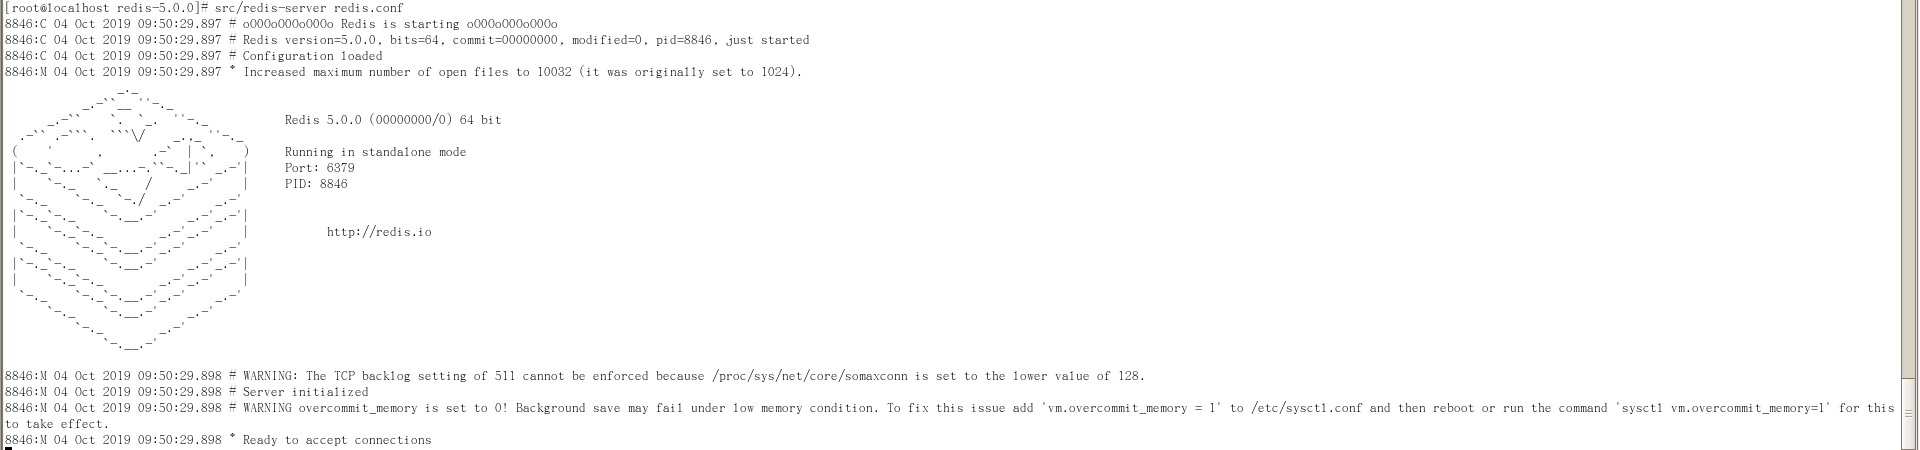 [root@localhost redis-5.0.0]# src/redis-server redis.conf
8846:C 04 Oct 2019 09:50:29.897 # oO0OoO0OoO0Oo Redis is starting oO0OoO0OoO0Oo
8846:C 04 Oct 2019 09:50:29.897 # Redis version=5.0.0, bits=64, commit=00000000, modified=0, pid=8846, just started
8846:C 04 Oct 2019 09:50:29.897 # Configuration loaded
8846:M 04 Oct 2019 09:50:29.897 * Increased maximum number of open files to 10032 (it was originally set to 1024).
Redis 5.0.0 (00000000/0) 64 bit
Running in standalone mode
Port: 6379
PID: 8846
http://redis.io
8846:M 04 Oct 2019 09:50:29.898 # WARNING: The TCP backlog setting of 511 cannot be enforced because /proc/sys/net/core/somaxconn is set to the lower value of 128.
8846:M 04 Oct 2019 09:50:29.898 # Server initialized
8846:M 04 Oct 2019 09:50:29.898 # WARNING overcommit_memory is set to 0! Background save may fail under low memory condition. To fix this issue add 'vm.overcommit_memory = 1' to /etc/sysctl.conf and then reboot or run the command 'sysctl vm.overcommit_memory=1' for this
to take effect.
8846:M 04 Oct 2019 09:50:29.898 * Ready to accept connections